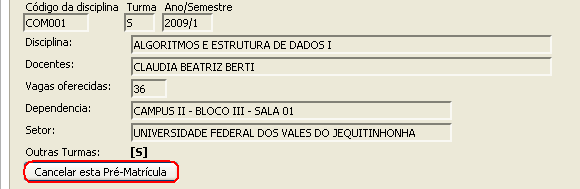 Código da disciplina Turma Ano/Semestre
COM001 S 2009/1
Disciplina: ALGORITMOS E ESTRUTURA DE DADOS I
Docentes: CLAUDIA BEATRIZ BERTI
Vagas oferecidas: 36
Dependencia: CAMPUS II - BLOCO III - SALA 01
Setor: UNIVERSIDADE FEDERAL DOS VALES DO JEQUITINHONHA
Outras Turmas: [S]
Cancelar esta Pré-Matrícula